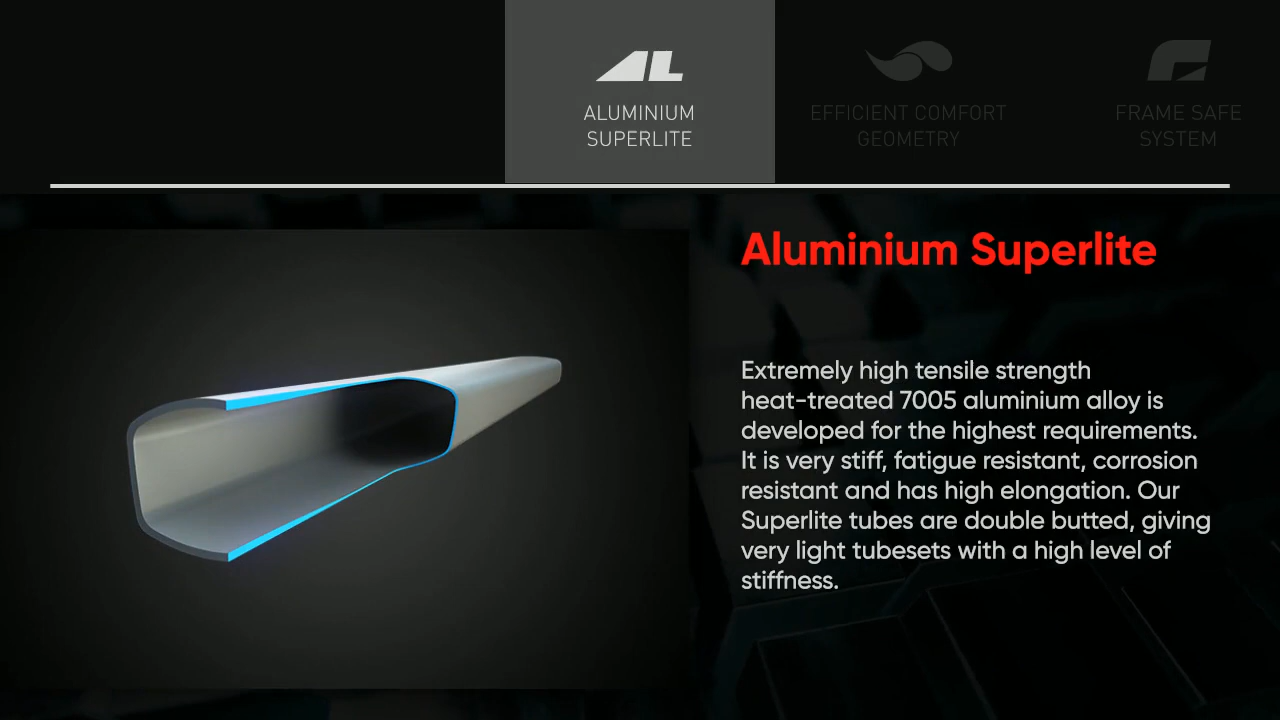 AL
ALUMINIUM
SUPERLITE
EFFICIENT COMFORT
GEOMETRY
FRAME SAFE
SYSTEM
Aluminium Superlite
Extremely high tensile strength
heat-treated 7005 aluminium alloy is
developed for the highest requirements.
It is very stiff, fatigue resistant, corrosion
resistant and has high elongation. Our
Superlite tubes are double butted, giving
very light tubesets with a high level of
stiffness.